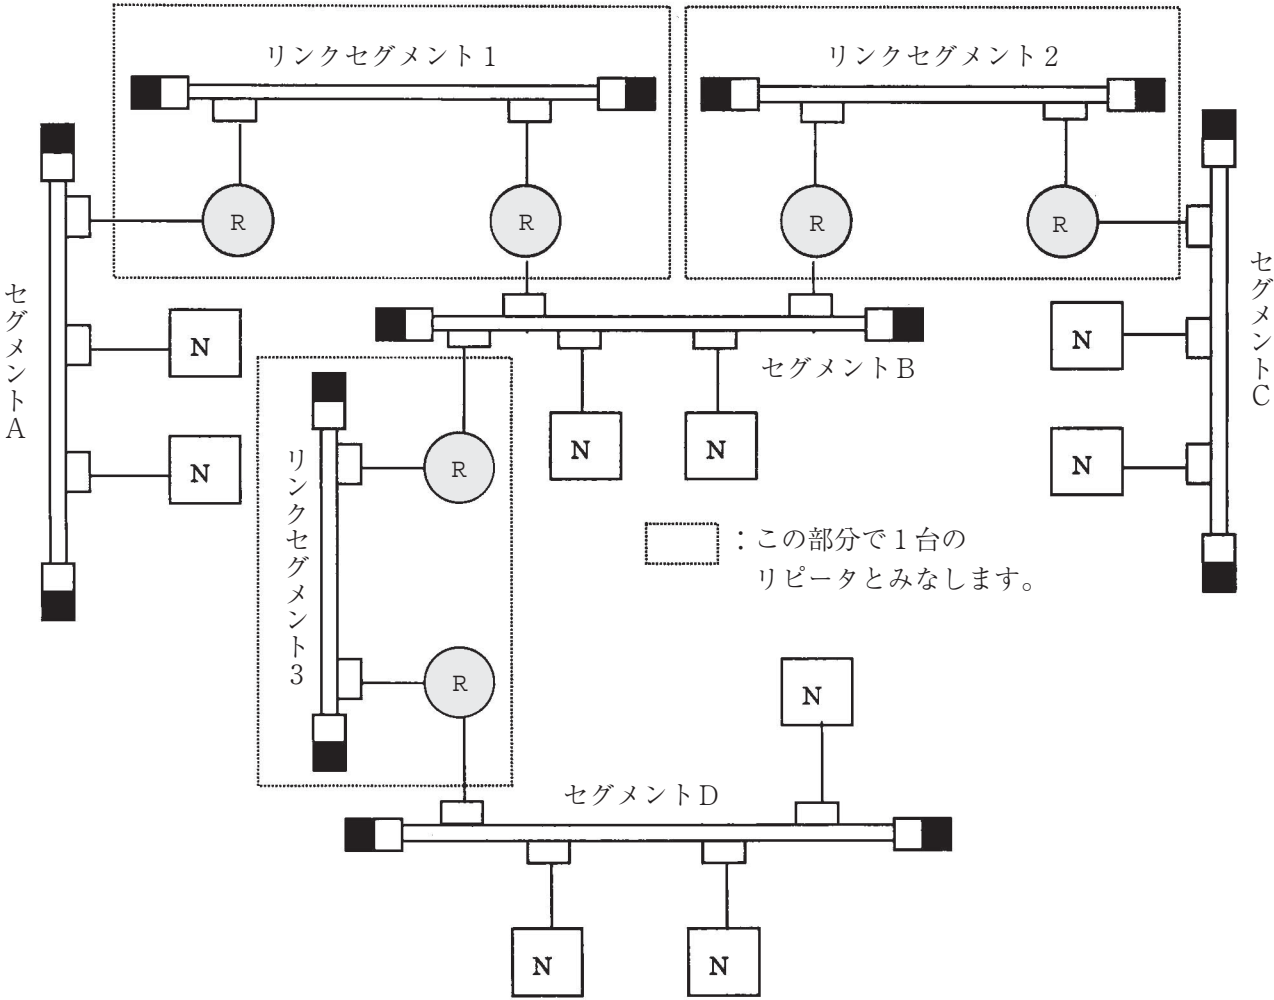 リンクセグメント1
リンクセグメント2
R
R
R
R
セグメントA
N
N
セグメントB
N
N
セグメントC
N
N
リンクセグメント3
R
R
：この部分で1台の
リピータとみなします。
セグメントD
N
N
N